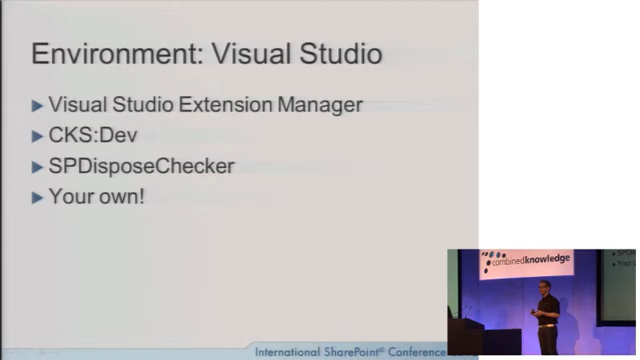 Environment: Visual Studio
Visual Studio Extension Manager
CKS:Dev
SPDisposeChecker
Your own!
combinedknowledge
International SharePoint® Conference